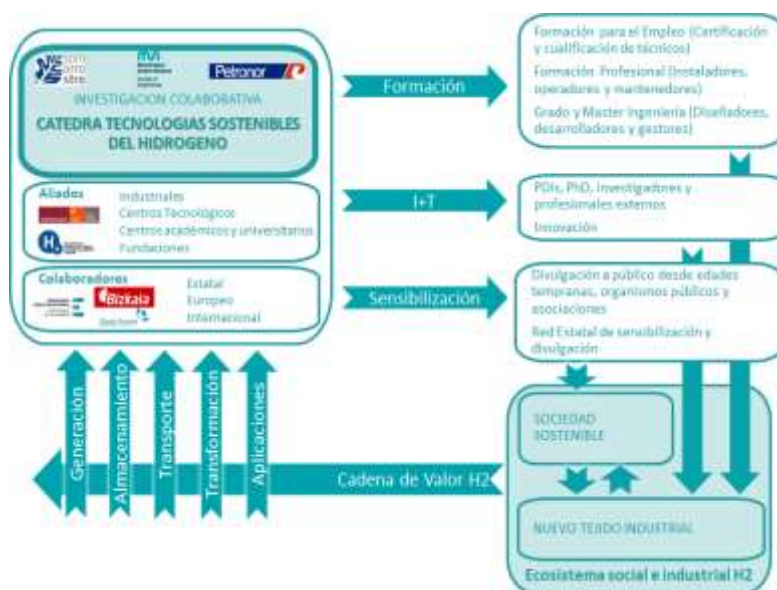 Petronor
INVESTIGACION COLABORATIVA
CATEDRA TECNOLOGIAS SOSTENIBLES
DEL HIDROGENO
Aliados
Industriales
Centros Tecnológicos
Centros académicos y universitarios
Fundaciones
Colaboradores
Bizkaia
Estatal
Europeo
Internacional
Formación
Formación para el Empleo (Certificación
y cualificación de técnicos)
Formación Profesional (Instaladores,
operadores y mantenedores)
Grado y Master Ingeniería (Diseñadores,
desarrolladores y gestores)
I+T
PDIs, PhD, investigadores y
profesionales externos
Innovación
Sensibilización
Divulgación a público desde edades
tempranas, organismos públicos y
asociaciones
Red Estatal de sensibilización y
divulgación
Generación
Almacenamiento
Transporte
Transformación
Aplicaciones
Cadena de Valor H2
SOCIEDAD
SOSTENIBLE
NUEVO TEJIDO INDUSTRIAL
Ecosistema social e industrial H2